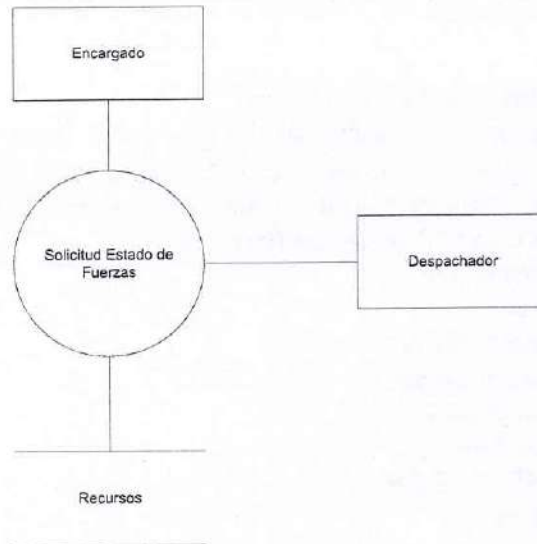 Encargado
Solicitud Estado de
Fuerzas
Despachador
Recursos